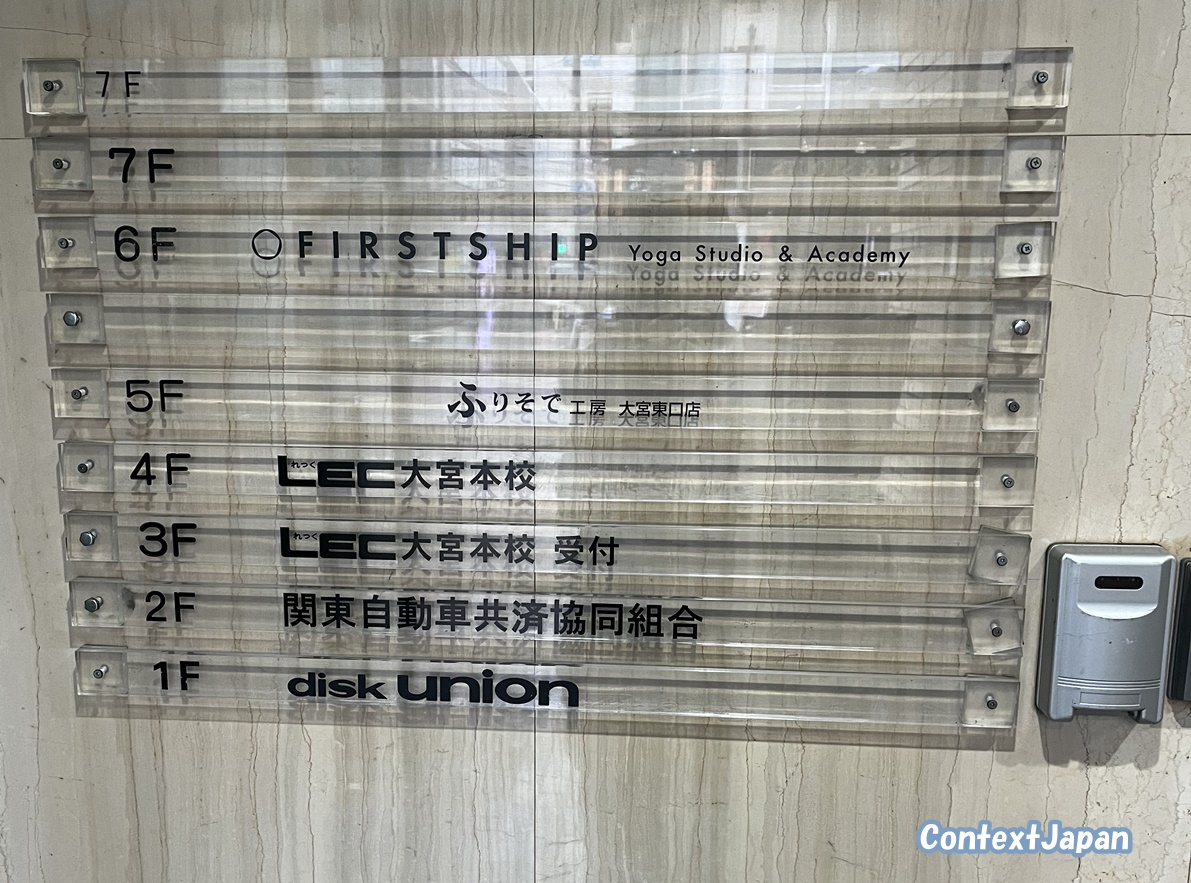 7F
7F
6F ○FIRSTSHIP Yoga Studio & Academy
5F ふりそで工房 大宮東口店
4F れっく LEC大宮本校
3F れっく LEC大宮本校 受付
2F 関東自動車共済協同組合
1F disk union
ContextJapan